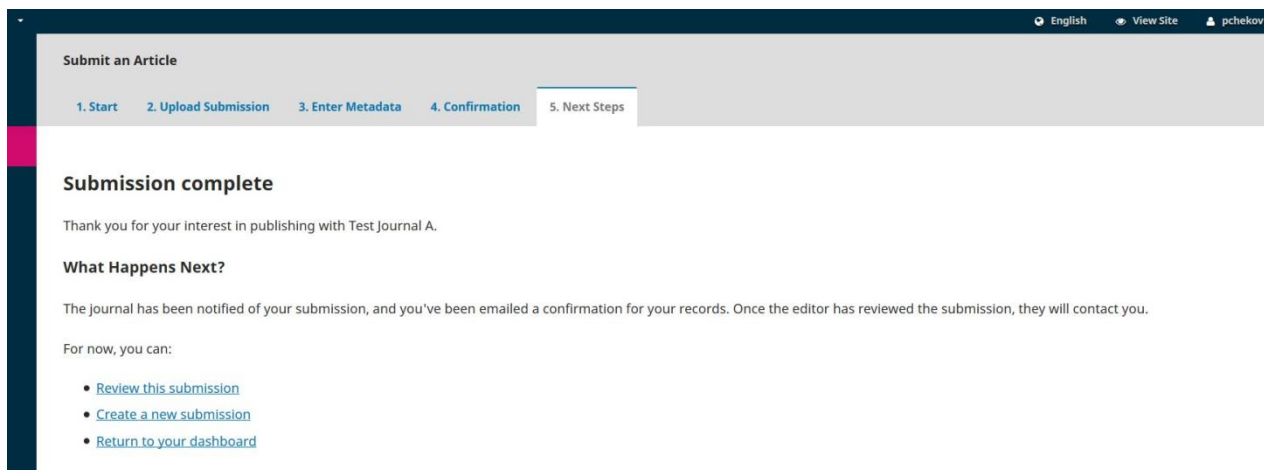 English View Site pchekov
Submit an Article
1. Start 2. Upload Submission 3. Enter Metadata 4. Confirmation 5. Next Steps
Submission complete
Thank you for your interest in publishing with Test Journal A.
What Happens Next?
The journal has been notified of your submission, and you've been emailed a confirmation for your records. Once the editor has reviewed the submission, they will contact you.
For now, you can:
• Review this submission
• Create a new submission
• Return to your dashboard